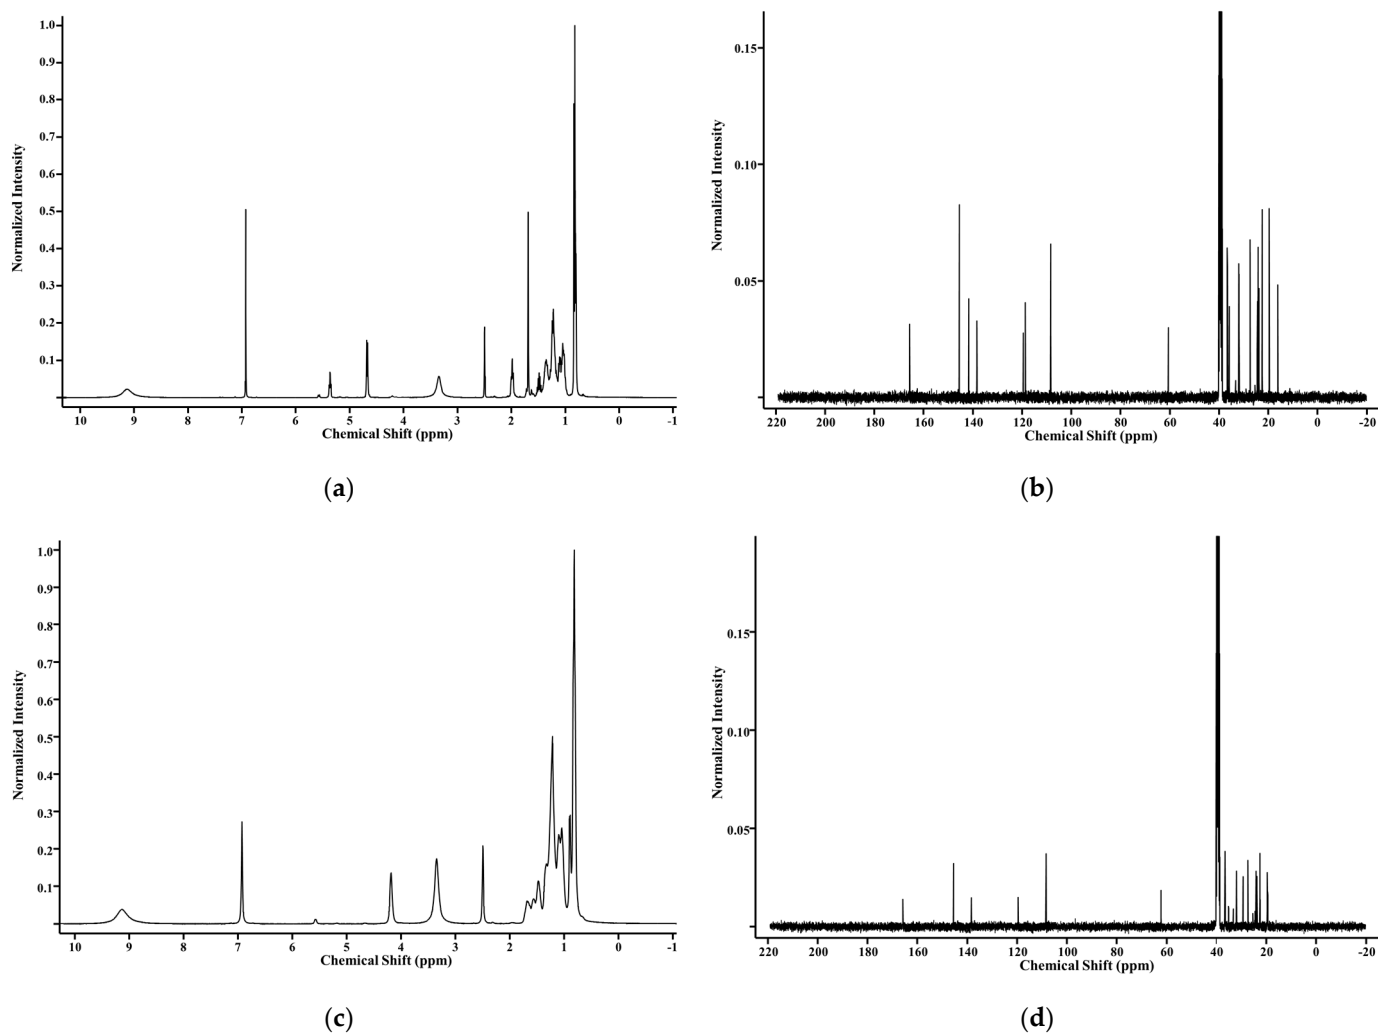 1.0
0.9
0.8
0.7
0.6
0.5
0.4
0.3
0.2
0.1
Normalized Intensity
10 9 8 7 6 5 4 3 2 1 0 -1
Chemical Shift (ppm)
(a)
0.15
0.10
0.05
Normalized Intensity
220 200 180 160 140 120 100 80 60 40 20 0 -20
Chemical Shift (ppm)
(b)
1.0
0.9
0.8
0.7
0.6
0.5
0.4
0.3
0.2
0.1
Normalized Intensity
10 9 8 7 6 5 4 3 2 1 0 -1
Chemical Shift (ppm)
(c)
0.15
0.10
0.05
Normalized Intensity
220 200 180 160 140 120 100 80 60 40 20 0 -20
Chemical Shift (ppm)
(d)